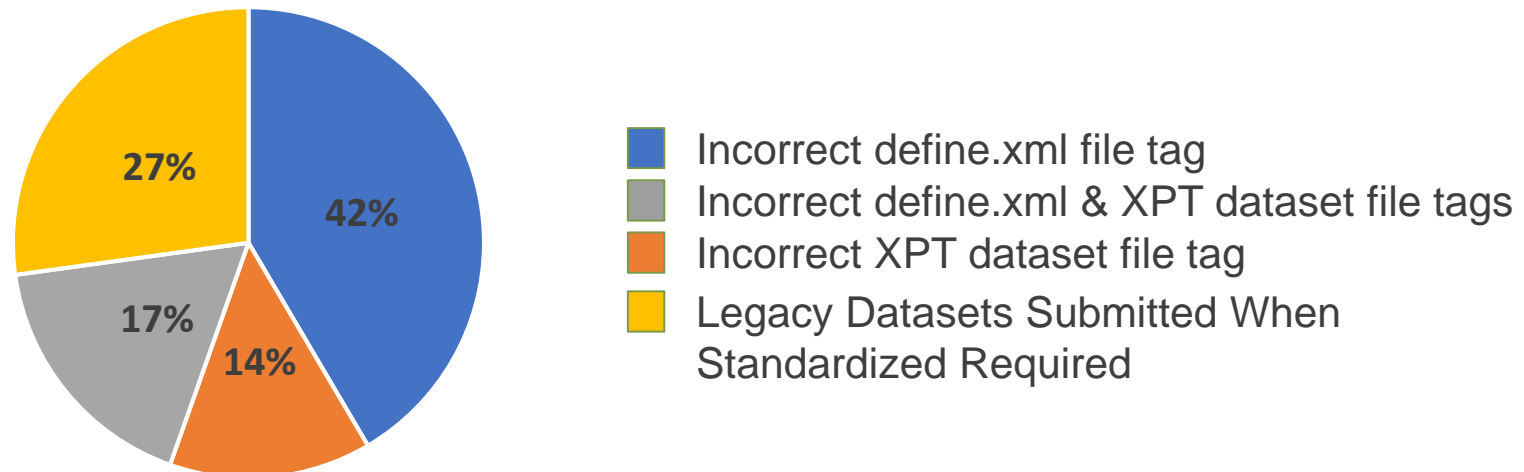 27%
42%
17%
14%
Incorrect define.xml file tag
Incorrect define.xml & XPT dataset file tags
Incorrect XPT dataset file tag
Legacy Datasets Submitted When
Standardized Required